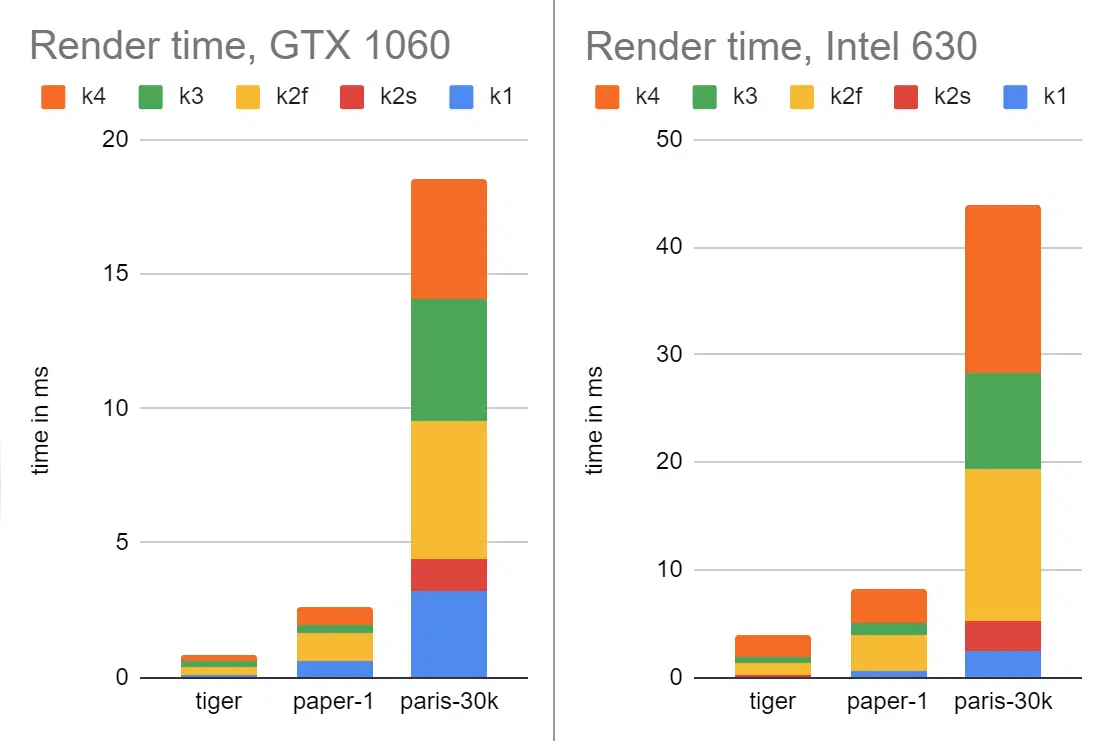 Render time, GTX 1060
k4 k3 k2f k2s k1
20
15
10
5
0
time in ms
tiger paper-1 paris-30k
Render time, Intel 630
k4 k3 k2f k2s k1
50
40
30
20
10
0
time in ms
tiger paper-1 paris-30k